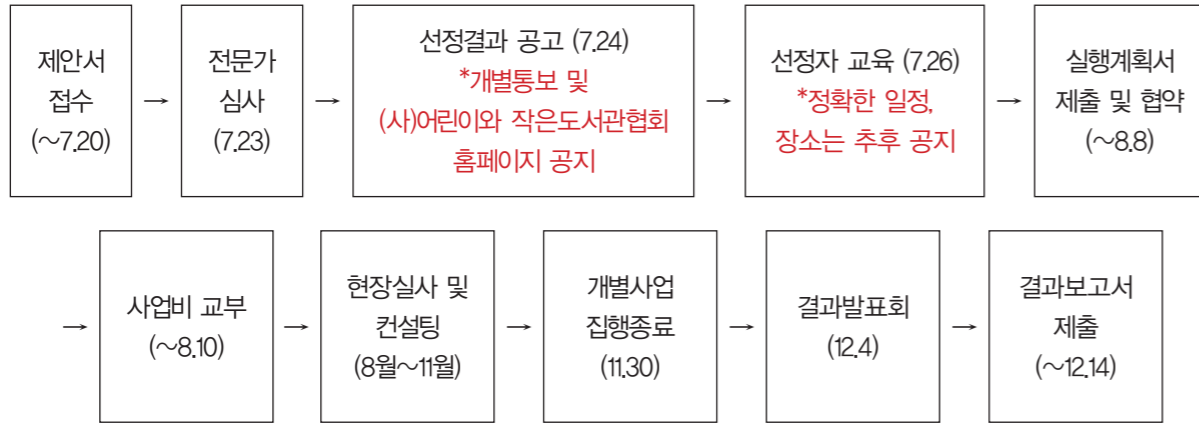 제안서
접수
(~7.20)
→
전문가
심사
(7.23)
→
선정결과 공고 (7.24)
*개별통보 및
(사)어린이와 작은도서관협회
홈페이지 공지
→
선정자 교육 (7.26)
*정확한 일정,
장소는 추후 공지
→
실행계획서
제출 및 협약
(~8.8)
→
사업비 교부
(~8.10)
→
현장실사 및
컨설팅
(8월~11월)
→
개별사업
집행종료
(11.30)
→
결과발표회
(12.4)
→
결과보고서
제출
(~12.14)